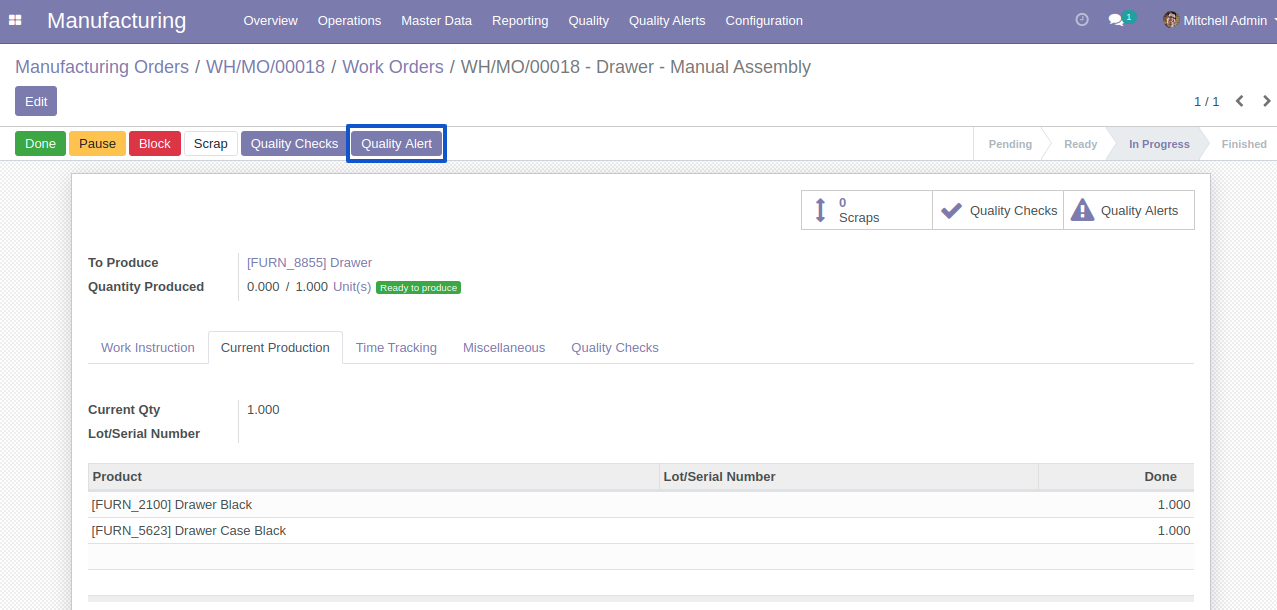 Manufacturing Overview Operations Master Data Reporting Quality Quality Alerts Configuration 1 Mitchell Admin
Manufacturing Orders / WH/MO/00018 / Work Orders / WH/MO/00018 - Drawer - Manual Assembly
Edit 1 / 1
Done Pause Block Scrap Quality Checks Quality Alert Pending Ready In Progress Finished
0
Scraps Quality Checks Quality Alerts
To Produce [FURN_8855] Drawer
Quantity Produced 0.000 / 1.000 Unit(s) Ready to produce
Work Instruction Current Production Time Tracking Miscellaneous Quality Checks
Current Qty 1.000
Lot/Serial Number
Product Lot/Serial Number Done
[FURN_2100] Drawer Black 1.000
[FURN_5623] Drawer Case Black 1.000